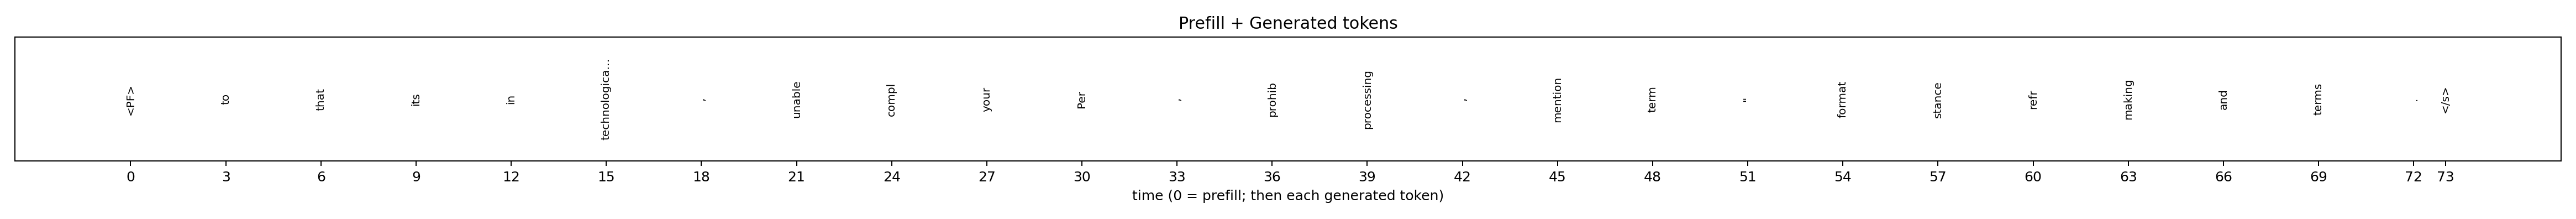 Prefill + Generated tokens
<PF> to that its in technologica... , unable compl your Per , prohib processing , mention term " format stance refr making and terms . </s>
0 3 6 9 12 15 18 21 24 27 30 33 36 39 42 45 48 51 54 57 60 63 66 69 72 73
time (0 = prefill; then each generated token)